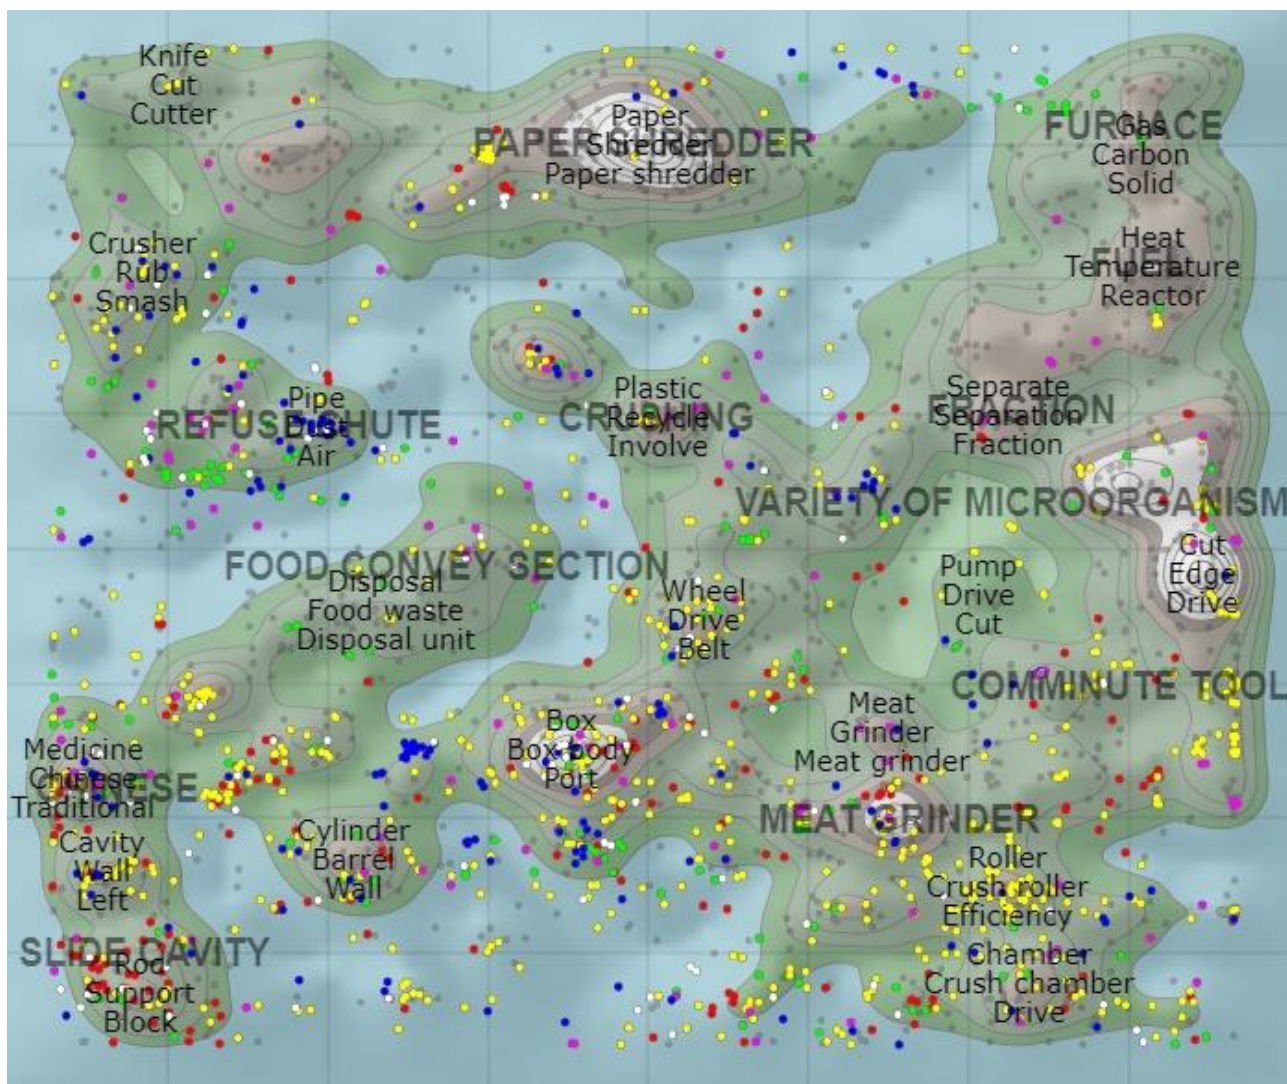 Knife
Cut
Cutter
PAPER SHREDDER
Paper
Shredder
Paper shredder
FURNACE
Gas
Carbon
Solid
Crusher
Rub
Smash
FUEL
Heat
Temperature
Reactor
Pipe
Dust
Air
REFUSE CHUTE
Plastic
Recycle
Involve
Separate
Separation
Fraction
VARIETY OF MICROORGANISM
FOOD CONVEY SECTION
Disposal
Food waste
Disposal unit
Wheel
Drive
Belt
Pump
Drive
Cut
Cut
Edge
Drive
COMMINUTE TOOL
Meat
Grinder
Meat grinder
Box
Box body
Port
Medicine
Chinese
Traditional
MEAT GRINDER
Cavity
Wall
Left
Cylinder
Barrel
Wall
Roller
Crush roller
Efficiency
SLIDE CAVITY
Rod
Support
Block
Chamber
Crush chamber
Drive